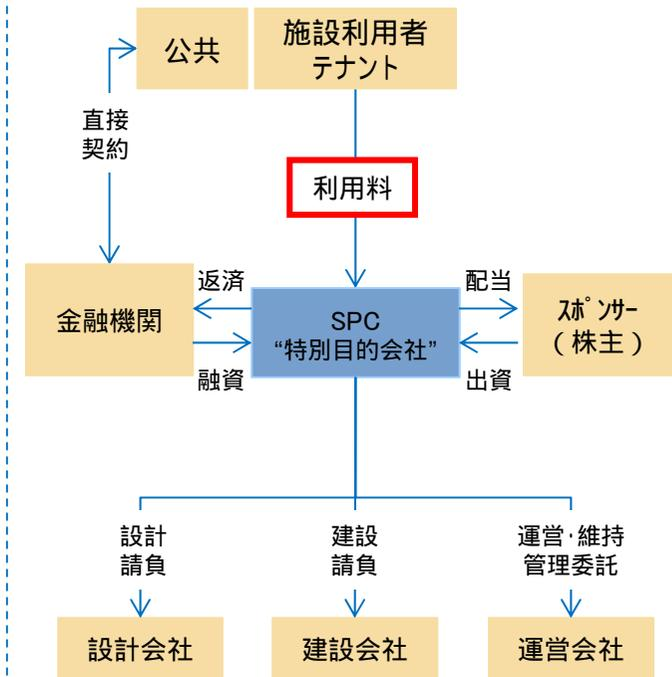 公共
施設利用者
テナント
直接
契約
利用料
返済
配当
金融機関
SPC
“特別目的会社”
ｽﾎﾟﾝｻｰ
（株主）
融資
出資
設計
請負
建設
請負
運営･維持
管理委託
設計会社
建設会社
運営会社